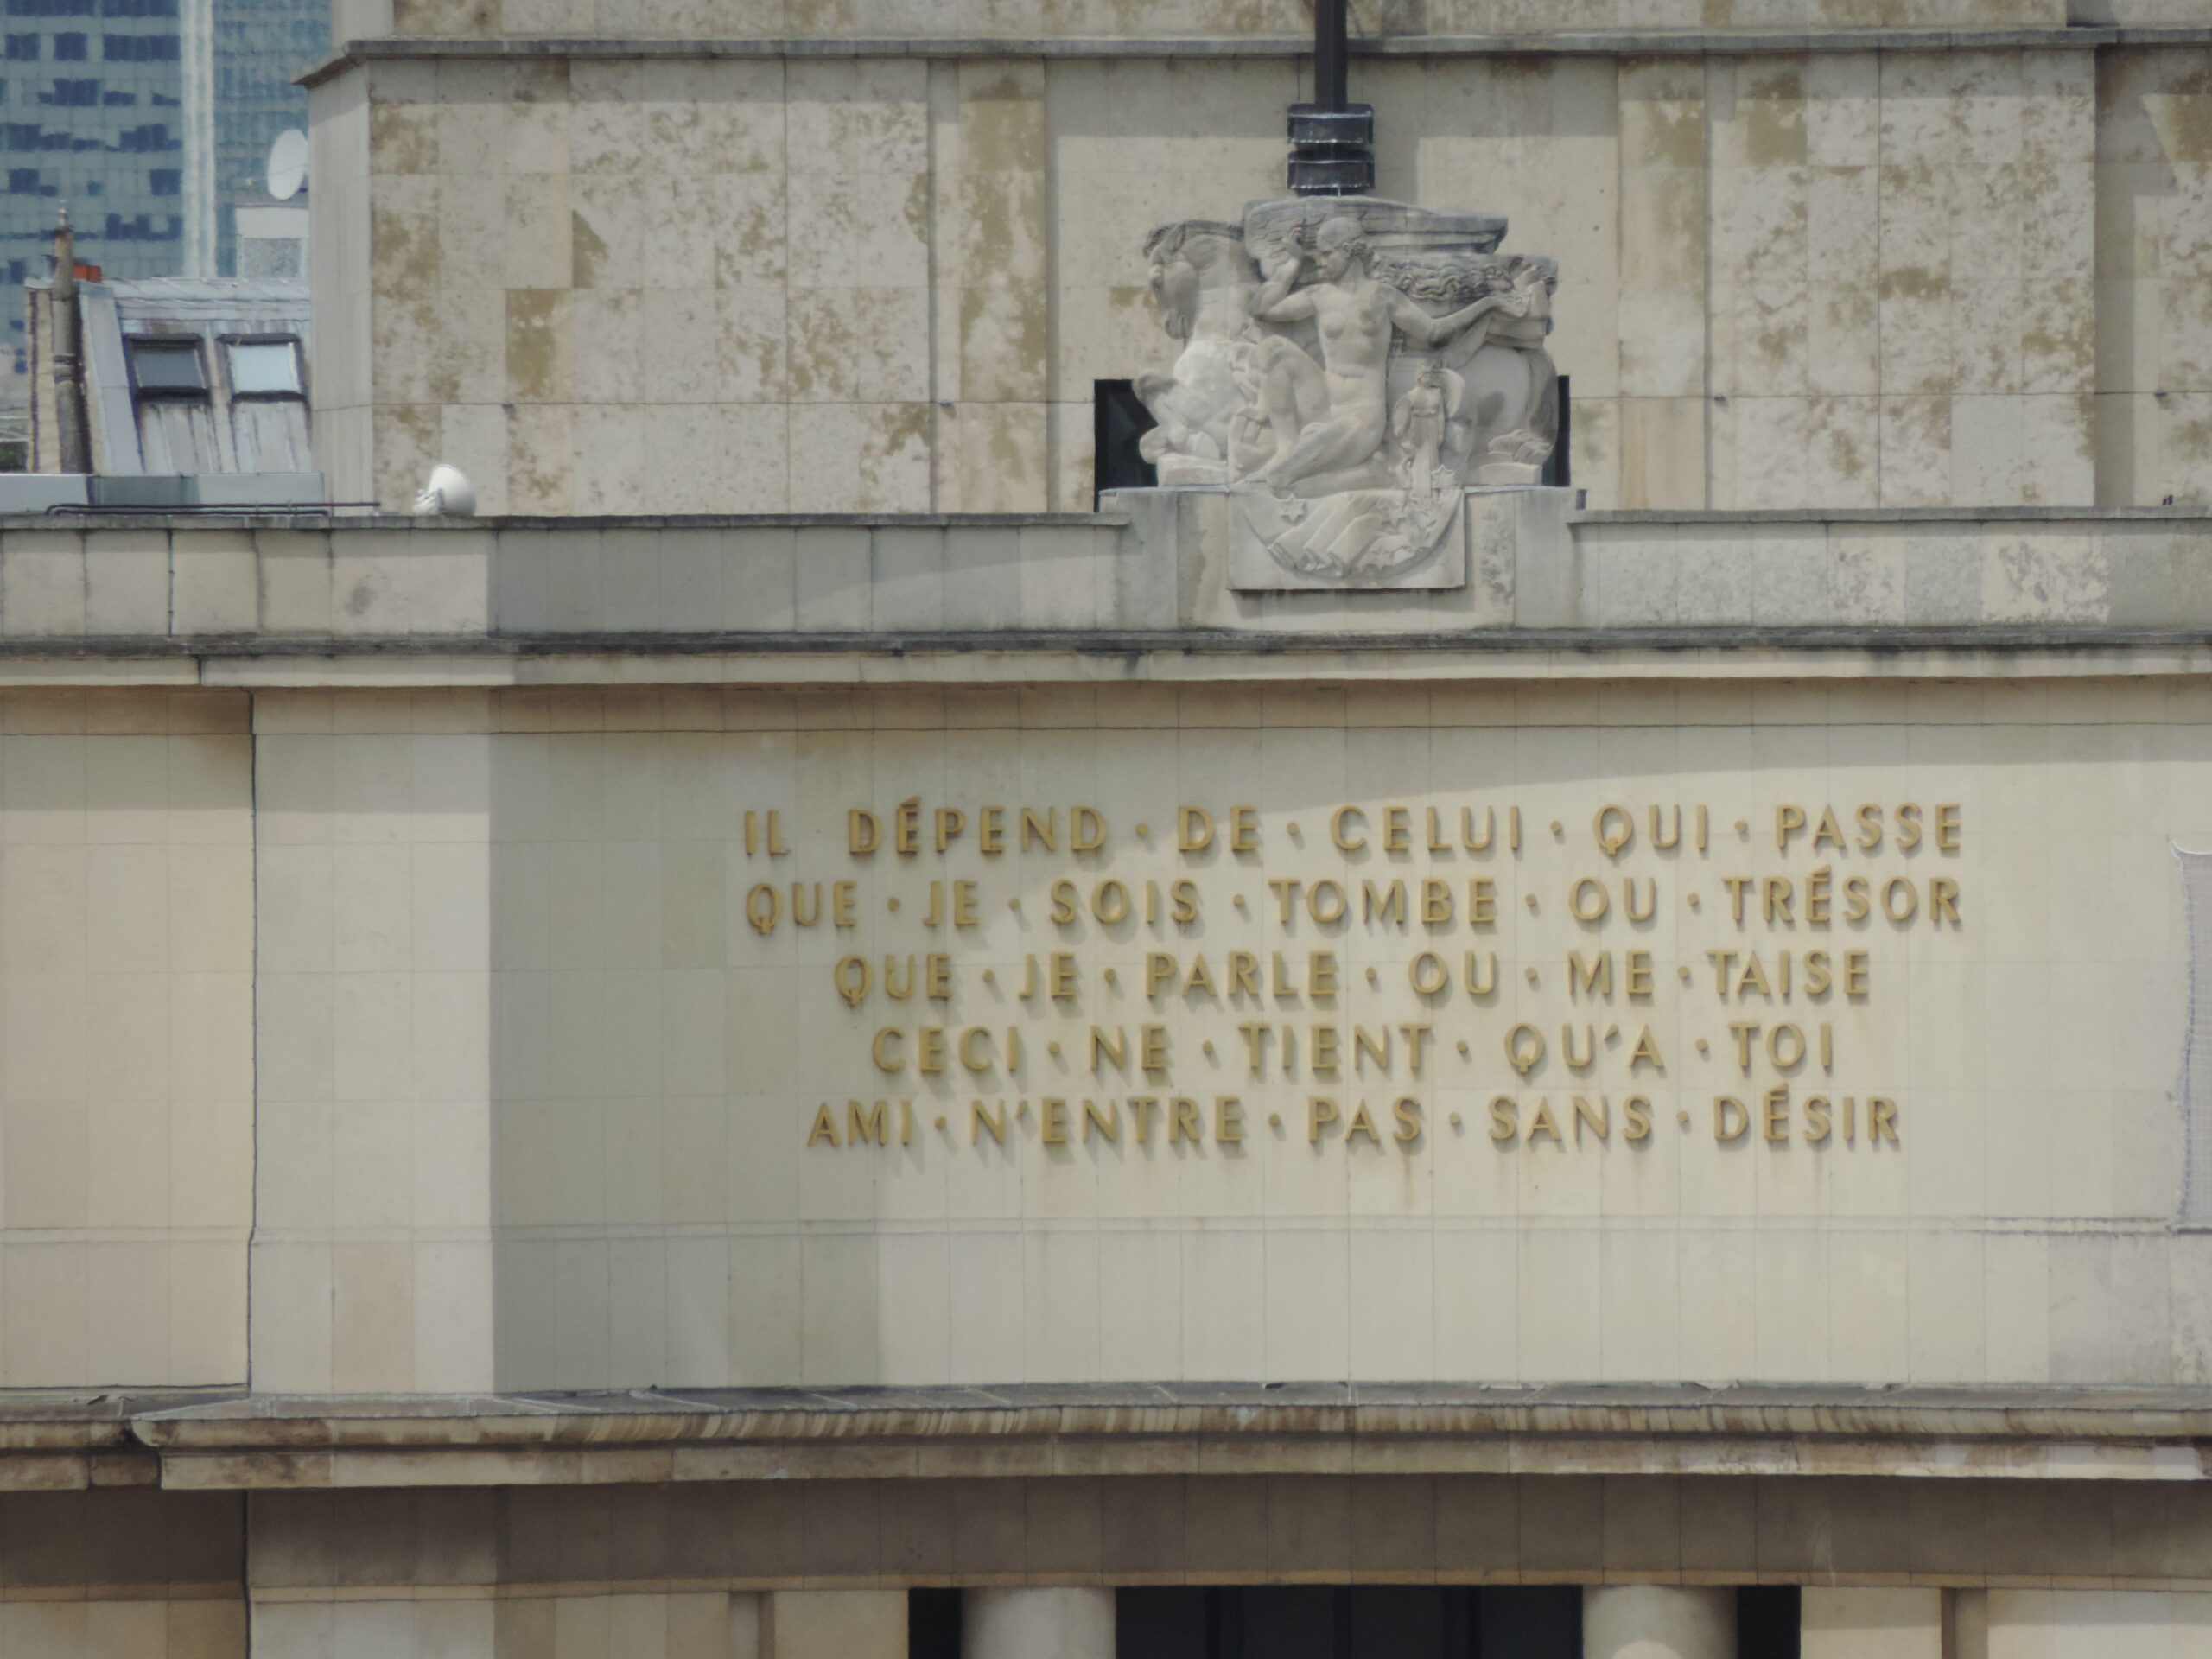 IL DÉPEND · DE · CELUI · QUI · PASSE
QUE · JE · SOIS · TOMBE · OU · TRÉSOR
QUE · JE · PARLE · OU · ME · TAISE
CECI · NE · TIENT · QU'A · TOI
AMI · N'ENTRE · PAS · SANS · DÉSIR